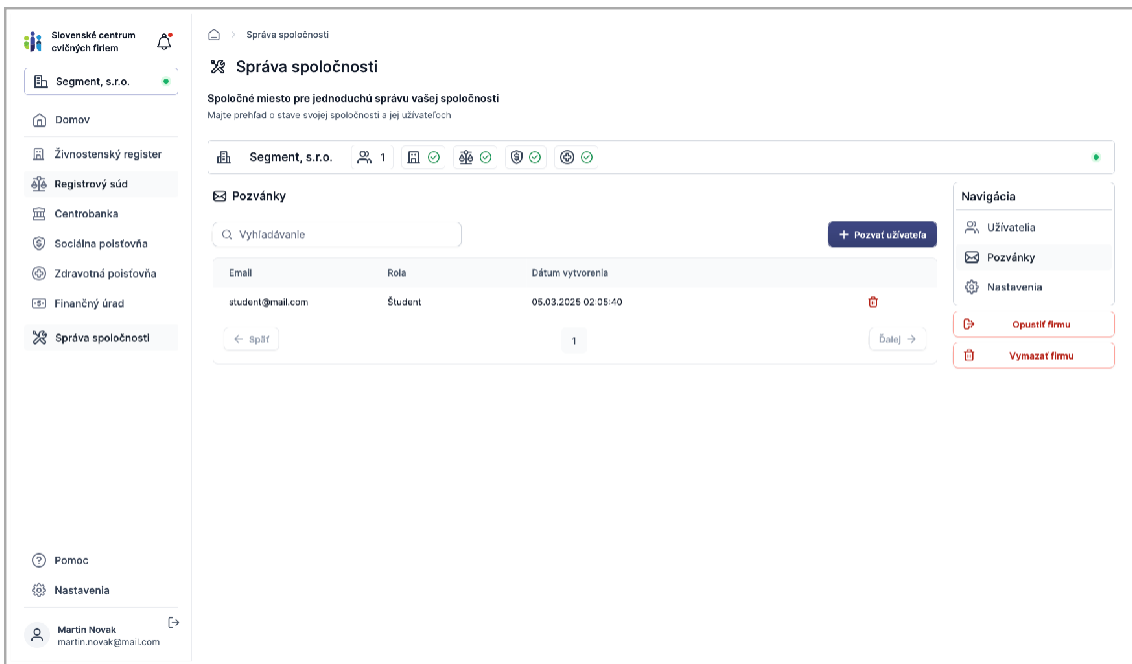 Slovenské centrum
cvičných firiem
Segment, s.r.o.
Domov
Živnostenský register
Registrový súd
Centrobanka
Sociálna poisťovňa
Zdravotná poisťovňa
Finančný úrad
Správa spoločnosti
Pomoc
Nastavenia
Martin Novak
martin.novak@mail.com
Správa spoločnosti
Správa spoločnosti
Spoločné miesto pre jednoduchú správu vašej spoločnosti
Majte prehľad o stave svojej spoločnosti a jej užívateľoch
Segment, s.r.o. 1
Pozvánky
Vyhľadávanie
+ Pozvať užívateľa
Email Rola Dátum vytvorenia
student@mail.com Študent 05.03.2025 02:05:40
← Späť 1 Ďalej →
Navigácia
Užívatelia
Pozvánky
Nastavenia
Opustiť firmu
Vymazať firmu